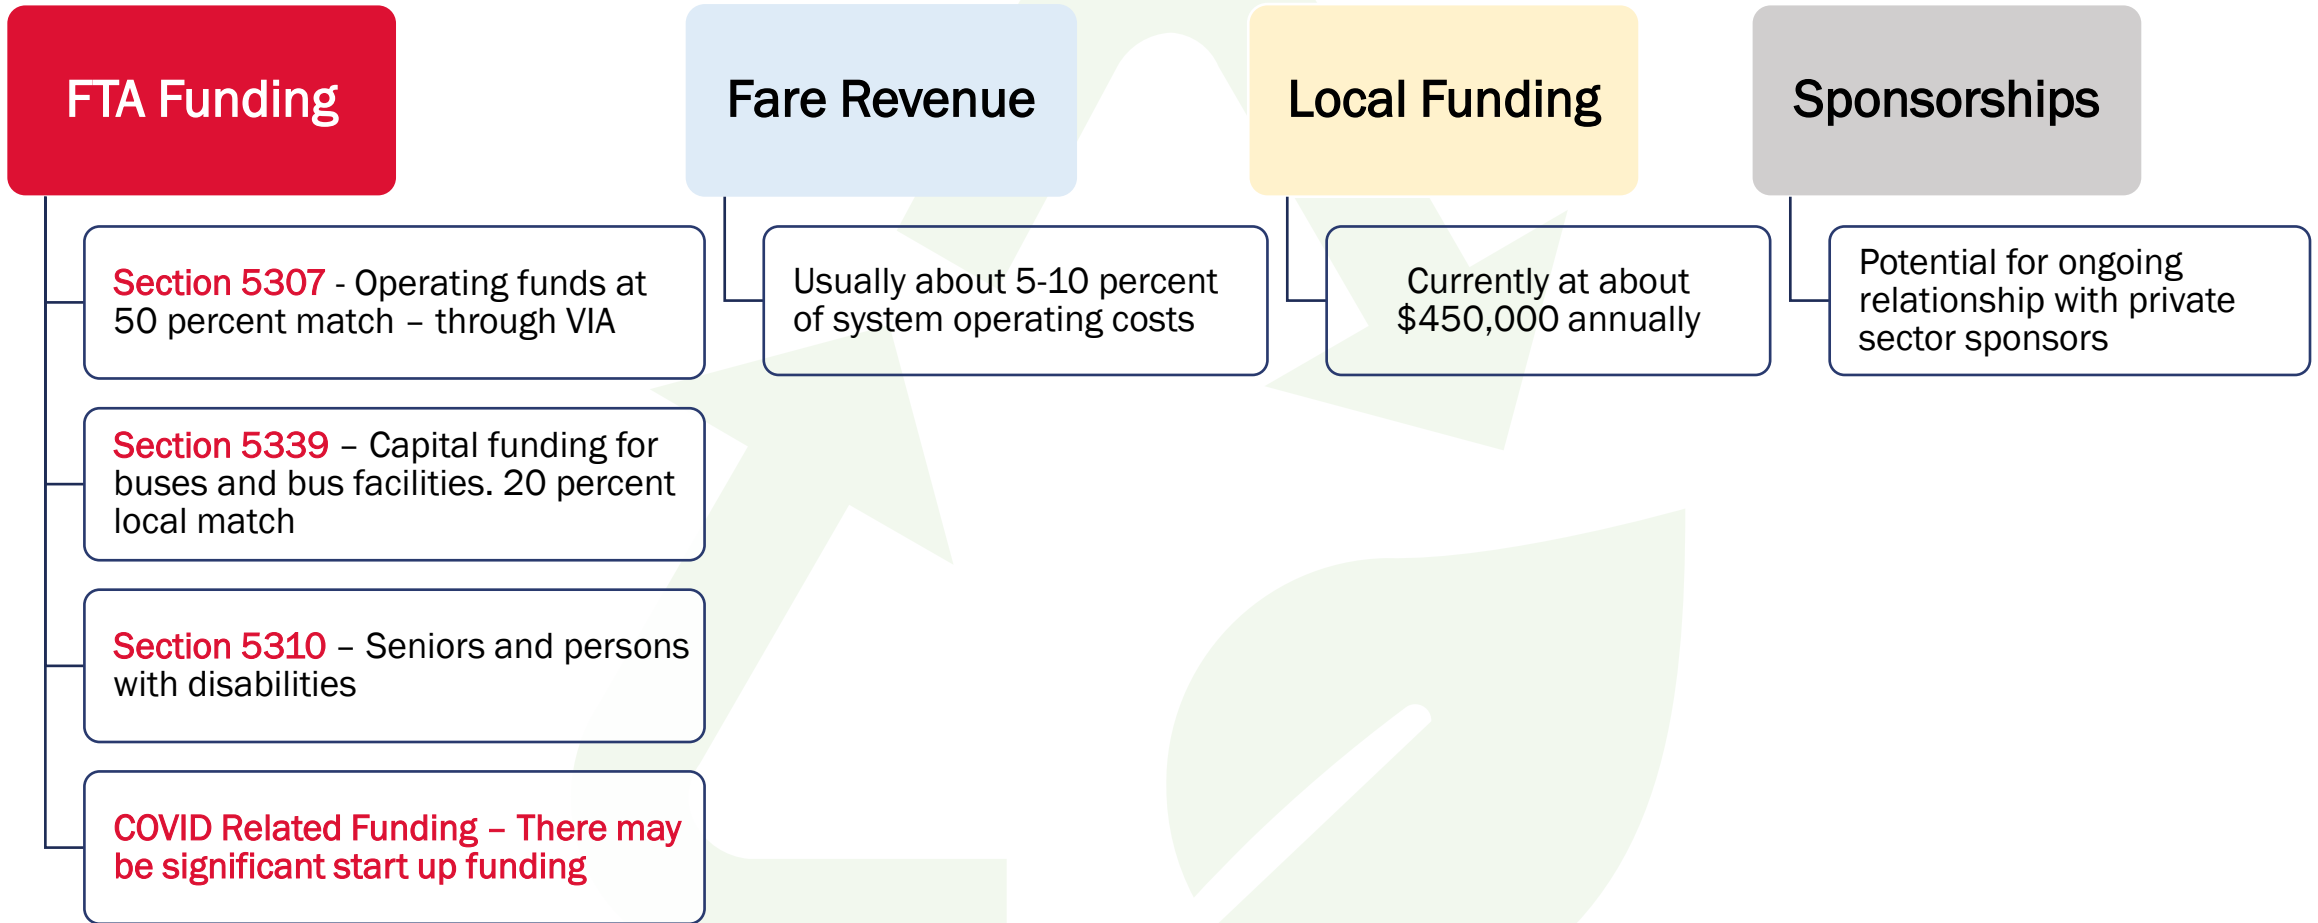 FTA Funding
Section 5307 - Operating funds at
50 percent match – through VIA
Section 5339 – Capital funding for
buses and bus facilities. 20 percent
local match
Section 5310 – Seniors and persons
with disabilities
COVID Related Funding – There may
be significant start up funding
Fare Revenue
Usually about 5-10 percent
of system operating costs
Local Funding
Currently at about
$450,000 annually
Sponsorships
Potential for ongoing
relationship with private
sector sponsors